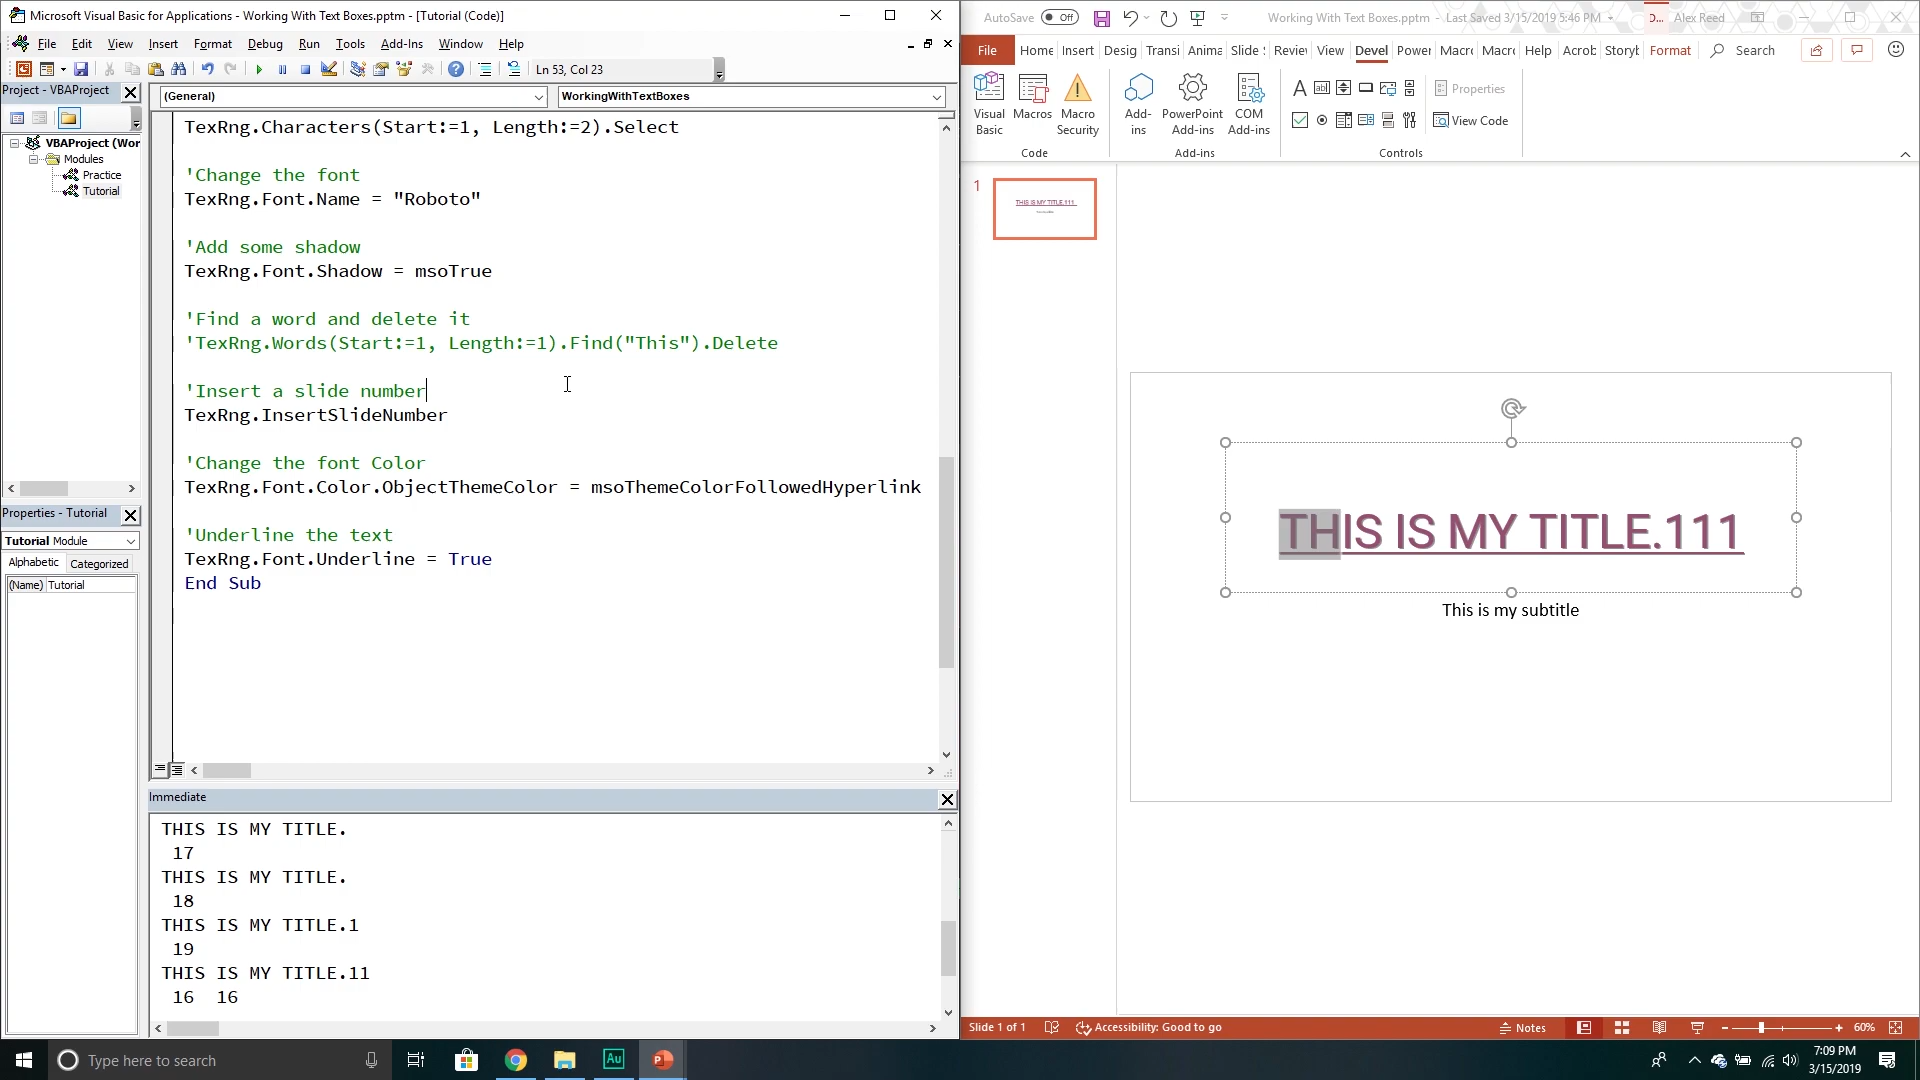 Microsoft Visual Basic for Applications - Working With Text Boxes.pptm - [Tutorial (Code)]
File Edit View Insert Format Debug Run Tools Add-Ins Window Help
Ln 53, Col 23
Project - VBAProject
VBAProject (Wor
Modules
Practice
Tutorial
Properties - Tutorial
Tutorial Module
Alphabetic Categorized
(Name) Tutorial
(General) WorkingWithTextBoxes
TexRng.Characters(Start:=1, Length:=2).Select
'Change the font
TexRng.Font.Name = "Roboto"
'Add some shadow
TexRng.Font.Shadow = msoTrue
'Find a word and delete it
'TexRng.Words(Start:=1, Length:=1).Find("This").Delete
'Insert a slide number
TexRng.InsertSlideNumber
'Change the font Color
TexRng.Font.Color.ObjectThemeColor = msoThemeColorFollowedHyperlink
'Underline the text
TexRng.Font.Underline = True
End Sub
Immediate
THIS IS MY TITLE.
17
THIS IS MY TITLE.
18
THIS IS MY TITLE.1
19
THIS IS MY TITLE.11
16 16
AutoSave Off Working With Text Boxes.pptm - Last Saved 3/15/2019 5:46 PM D... Alex Reed
File Home Insert Desig Transi Anima Slide Review View Devel Power Macro Macro Help Acrob Storyb Format Search
Visual Basic
Macros
Macro Security
Code
Add-ins
PowerPoint Add-ins
COM Add-ins
Add-ins
Properties
View Code
Controls
1
THIS IS MY TITLE.111
THIS IS MY TITLE.111
This is my subtitle
Slide 1 of 1 Accessibility: Good to go Notes 60%
Type here to search
Au
7:09 PM
3/15/2019